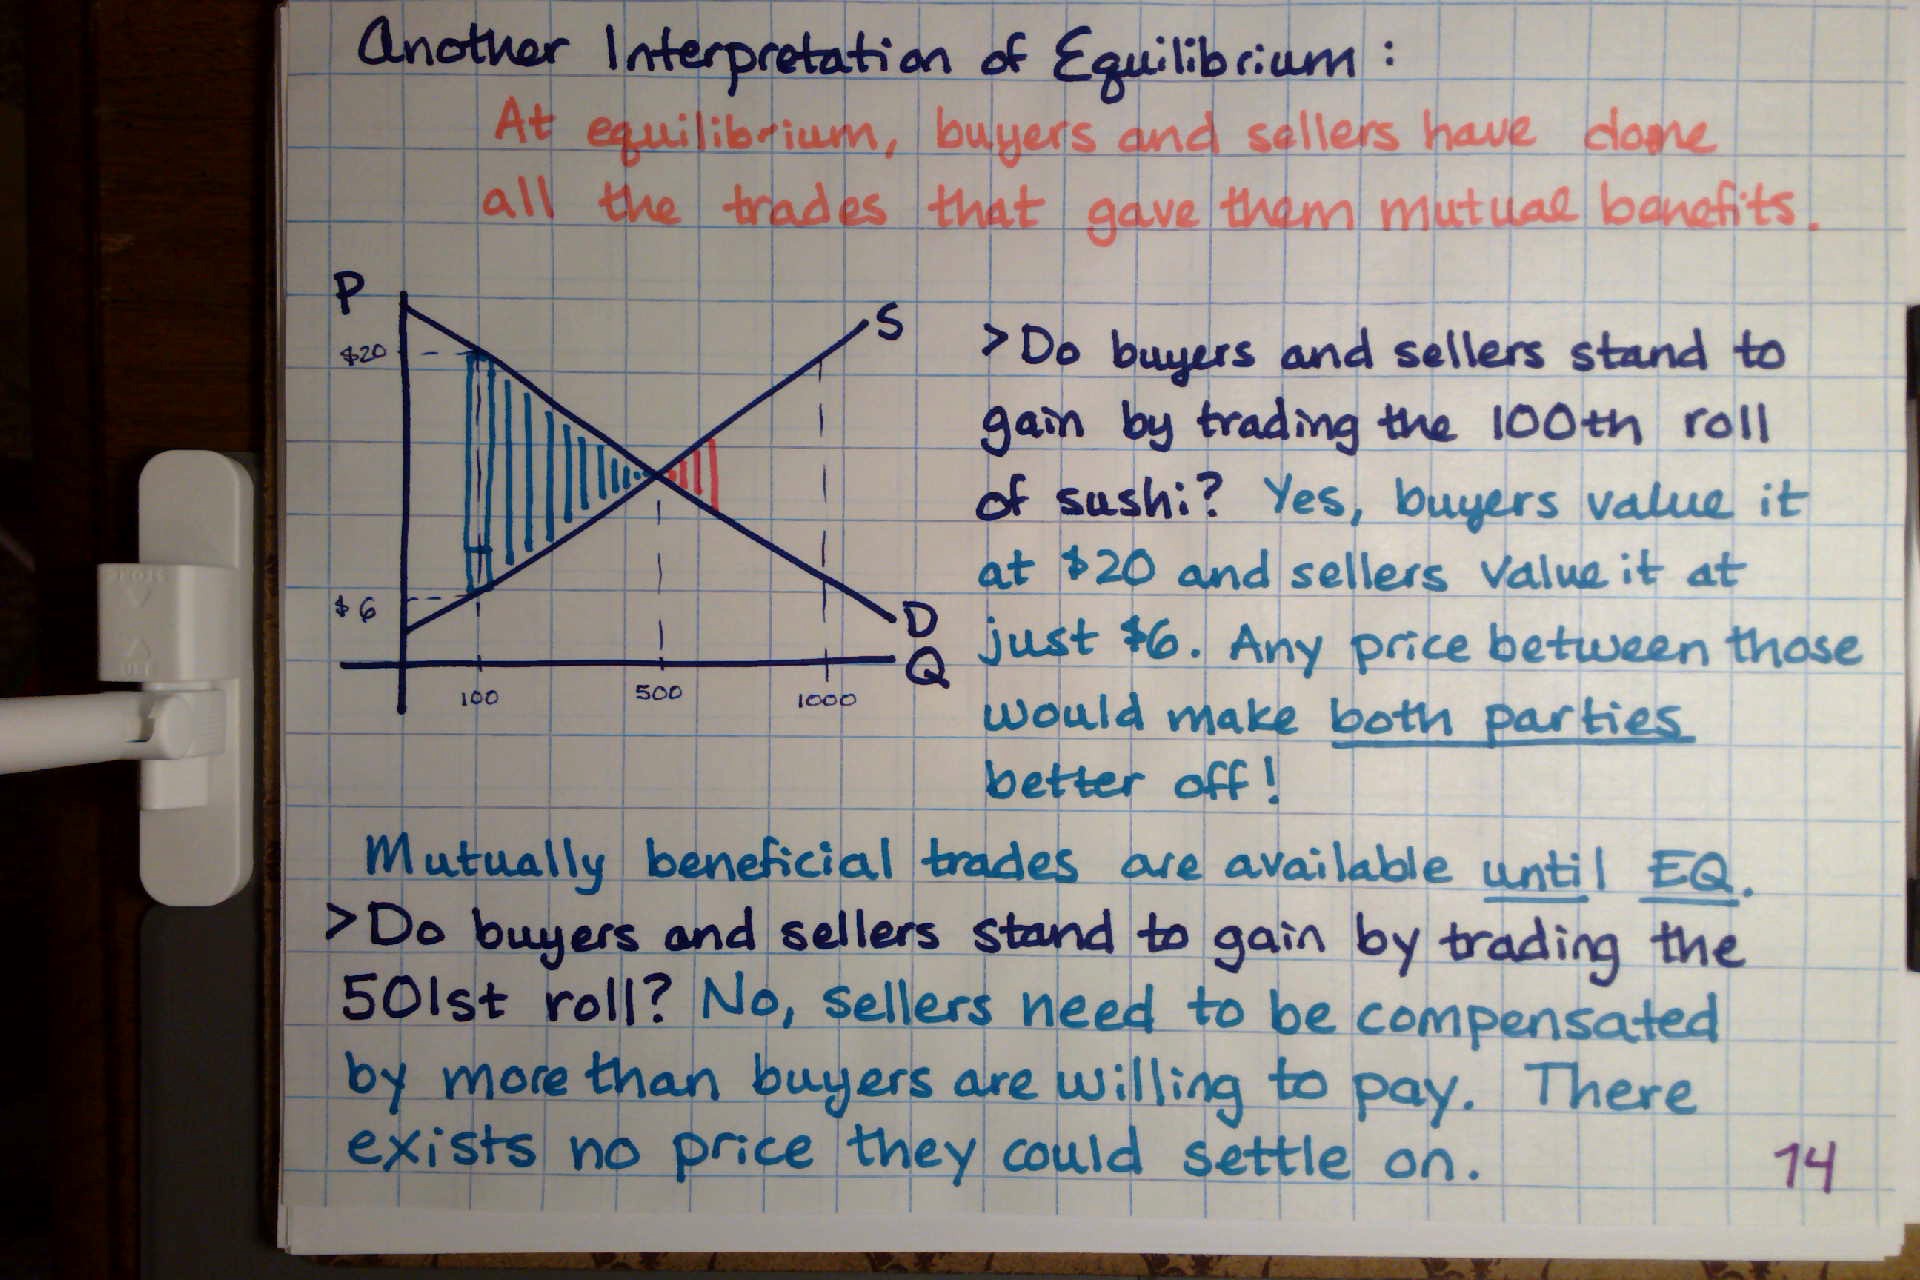 Another Interpretation of Equilibrium:
At equilibrium, buyers and sellers have done
all the trades that gave them mutual benefits.
P
$20
$6
S
D
Q
100
500
1000
>Do buyers and sellers stand to
gain by trading the 100th roll
of sushi? Yes, buyers value it
at $20 and sellers value it at
just $6. Any price between those
would make both parties
better off!
Mutually beneficial trades are available until EQ.
>Do buyers and sellers stand to gain by trading the
501st roll? No, sellers need to be compensated
by more than buyers are willing to pay. There
exists no price they could settle on.
14